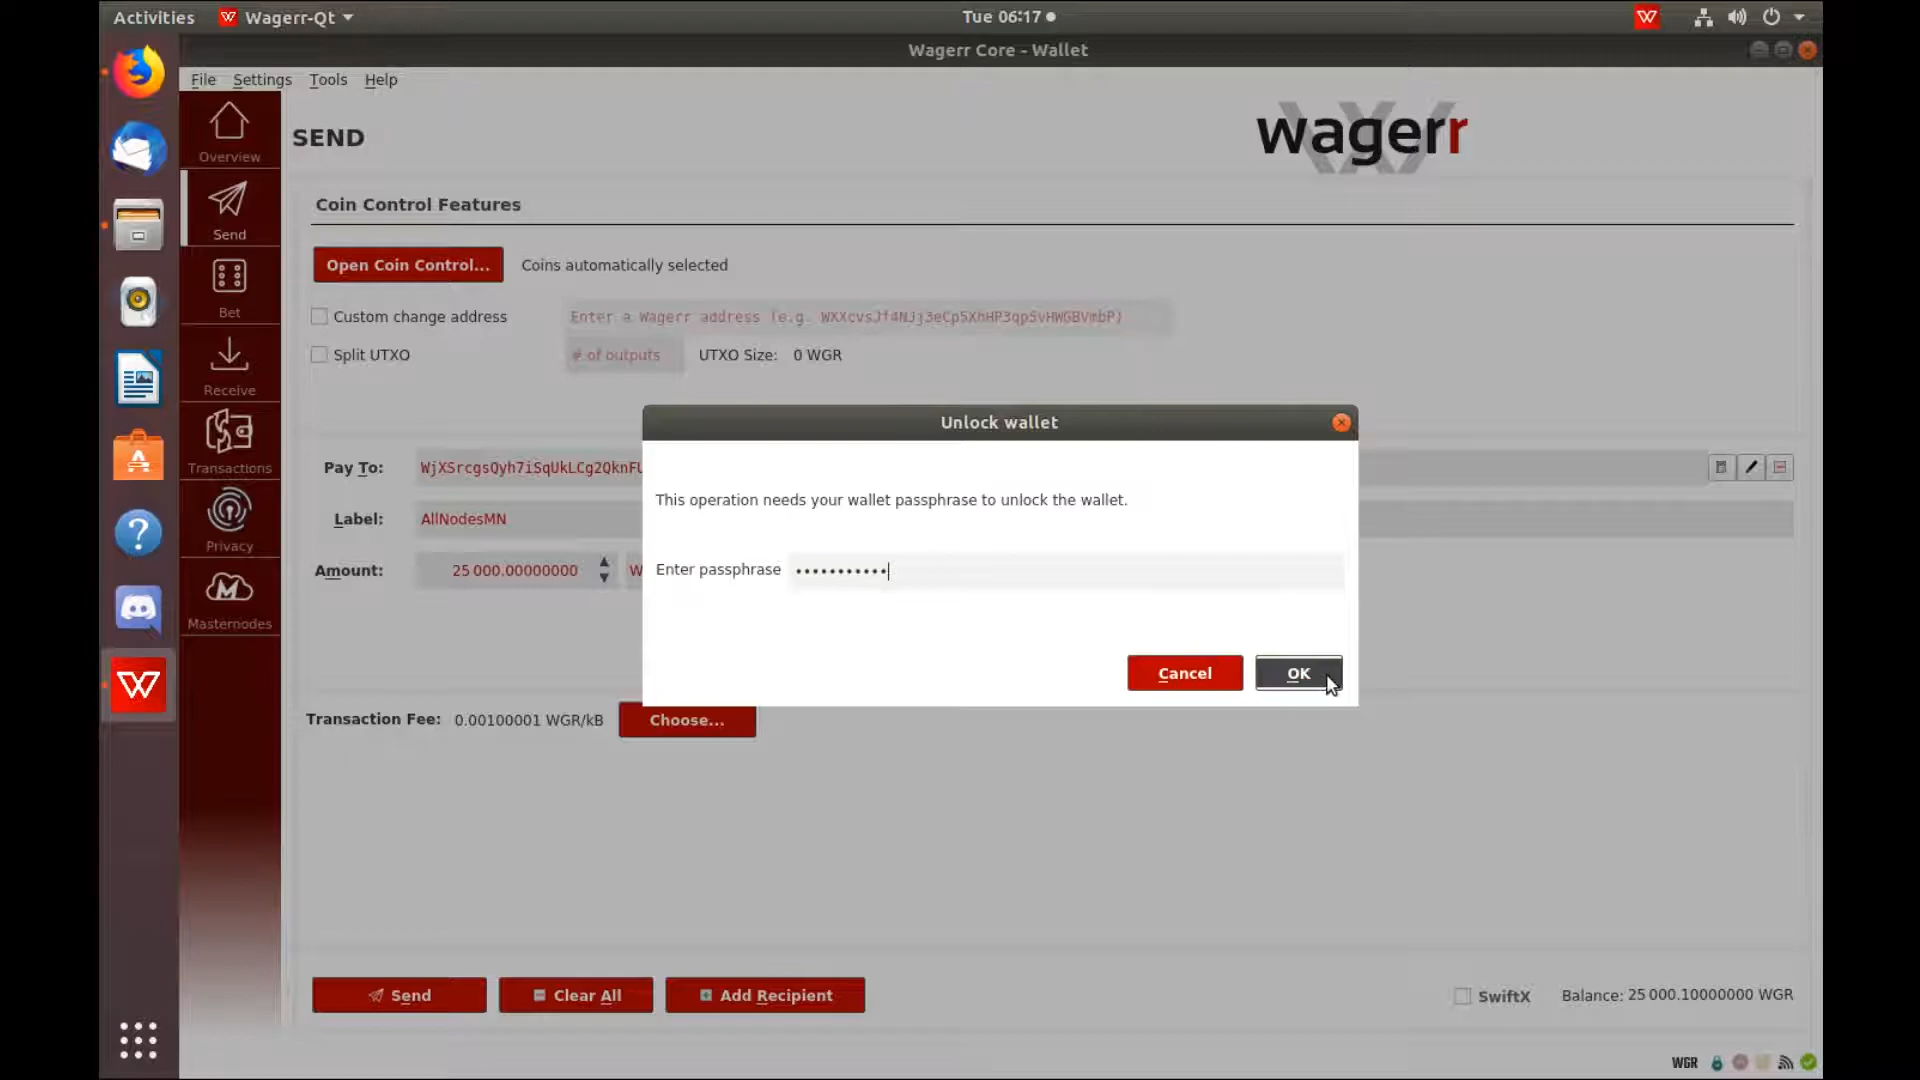 Activities Wagerr-Qt Tue 06:17
Wagerr Core - Wallet
File Settings Tools Help
Overview
Send
Bet
Receive
Transactions
Privacy
Masternodes
SEND
wagerr
Coin Control Features
Open Coin Control... Coins automatically selected
Custom change address Enter a Wagerr address (e.g. WXXcvsJf4NJj3eCp5XhHP3qp5vHWGBVmbP)
Split UTXO # of outputs UTXO Size: 0 WGR
Unlock wallet
This operation needs your wallet passphrase to unlock the wallet.
Enter passphrase
Cancel OK
Pay To: WjXSrcgsQyh7iSqUkLCg2QknFU
Label: AllNodesMN
Amount: 25 000.00000000 W
Transaction Fee: 0.00100001 WGR/kB Choose...
Send Clear All Add Recipient SwiftX Balance: 25 000.10000000 WGR
WGR